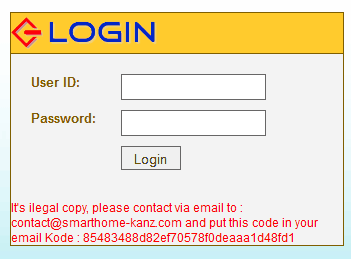 LOGIN
User ID:
Password:
Login
It's ilegal copy, please contact via email to :
contact@smarthome-kanz.com and put this code in your
email Kode : 85483488d82ef70578f0deaaa1d48fd1